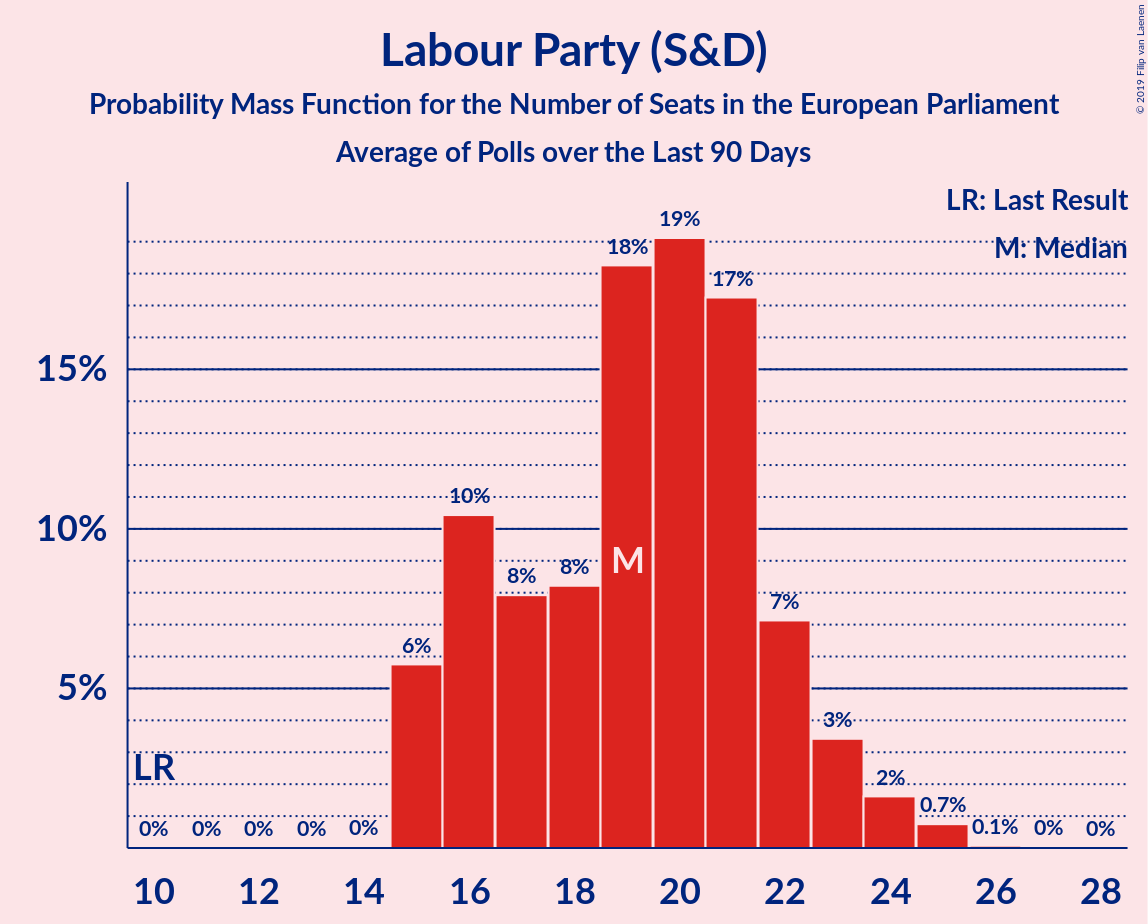 Labour Party (S&D)
Probability Mass Function for the Number of Seats in the European Parliament
Average of Polls over the Last 90 Days
© 2019 Filip van Laenen
LR: Last Result
M: Median
19%
18%
17%
15%
10%
10%
8%
8%
M
7%
6%
5%
3%
LR
2%
0.7%
0% 0% 0% 0% 0% 0.1% 0% 0%
10 12 14 16 18 20 22 24 26 28